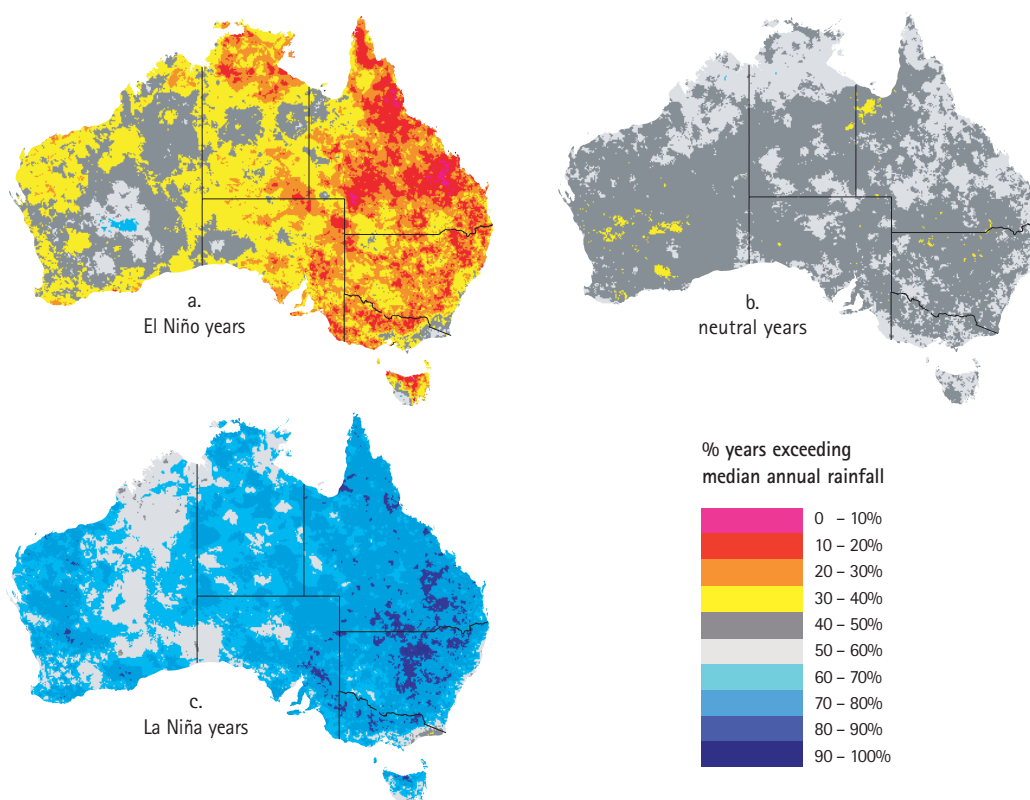 a.
El Niño years
b.
neutral years
c.
La Niña years
% years exceeding
median annual rainfall
0 – 10%
10 – 20%
20 – 30%
30 – 40%
40 – 50%
50 – 60%
60 – 70%
70 – 80%
80 – 90%
90 – 100%